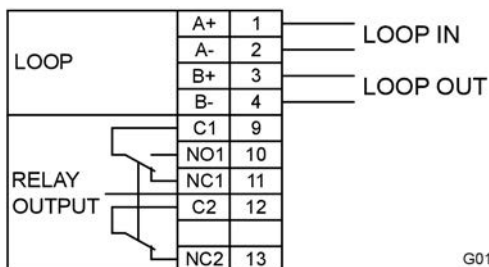 LOOP
A+ 1
A- 2
B+ 3
B- 4
LOOP IN
LOOP OUT
RELAY
OUTPUT
C1 9
NO1 10
NC1 11
C2 12
NC2 13
G01